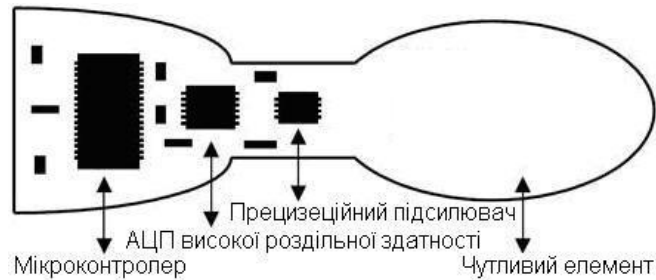 Прецизеційний підсилювач
АЦП високої роздільної здатності
Мікроконтролер
Чутливий елемент